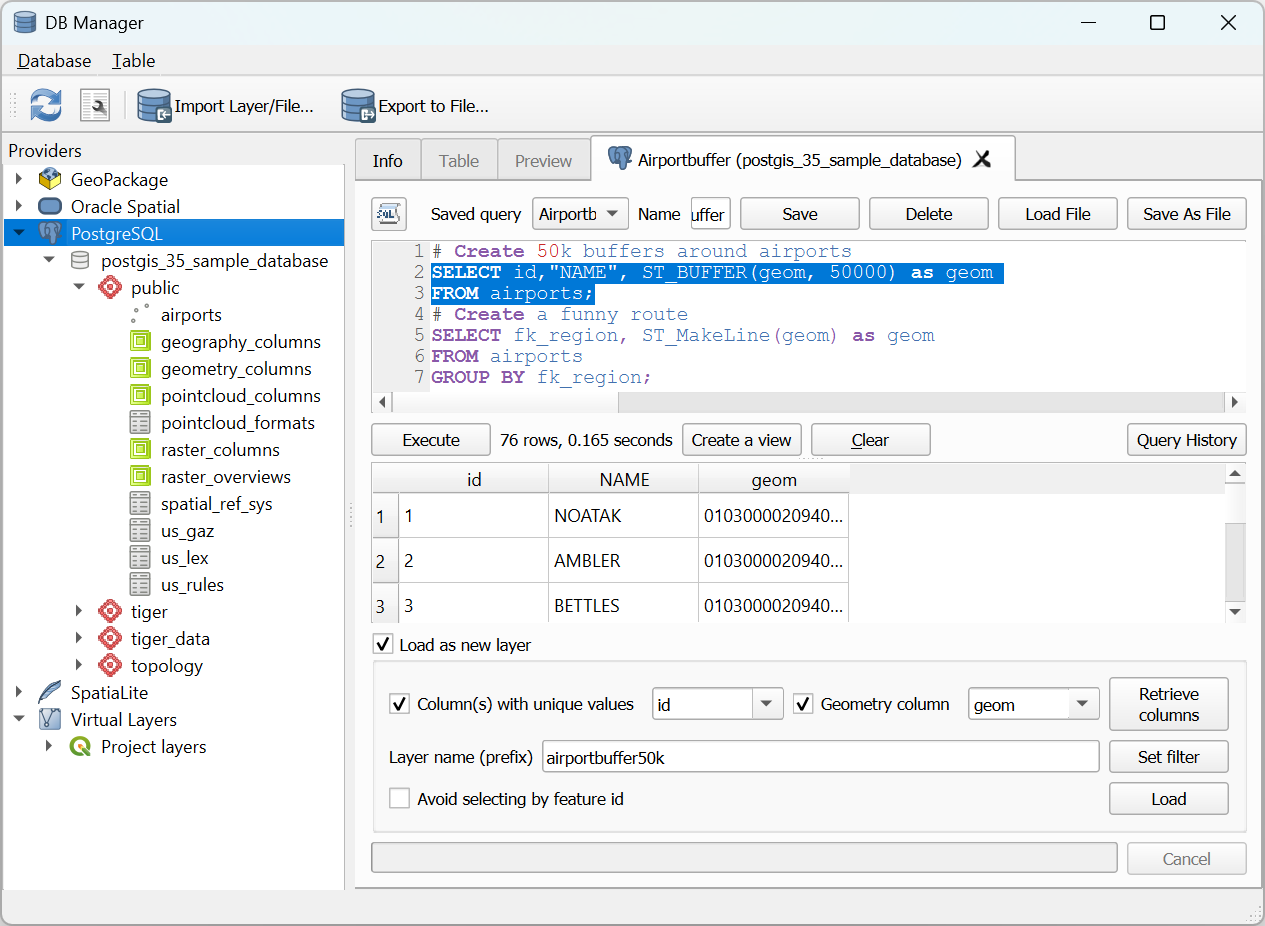 DB Manager
Database Table
Import Layer/File... Export to File...
Providers
GeoPackage
Oracle Spatial
PostgreSQL
postgis_35_sample_database
public
airports
geography_columns
geometry_columns
pointcloud_columns
pointcloud_formats
raster_columns
raster_overviews
spatial_ref_sys
us_gaz
us_lex
us_rules
tiger
tiger_data
topology
SpatiaLite
Virtual Layers
Project layers
Info Table Preview Airportbuffer (postgis_35_sample_database)
SQL Saved query Airportb Name uffer Save Delete Load File Save As File
1 # Create 50k buffers around airports
2 SELECT id,"NAME", ST_BUFFER(geom, 50000) as geom
3 FROM airports;
4 # Create a funny route
5 SELECT fk_region, ST_MakeLine(geom) as geom
6 FROM airports
7 GROUP BY fk_region;
Execute 76 rows, 0.165 seconds Create a view Clear Query History
id NAME geom
1 1 NOATAK 0103000020940...
2 2 AMBLER 0103000020940...
3 3 BETTLES 0103000020940...
Load as new layer
Column(s) with unique values id Geometry column geom Retrieve columns
Layer name (prefix) airportbuffer50k Set filter
Avoid selecting by feature id Load
Cancel